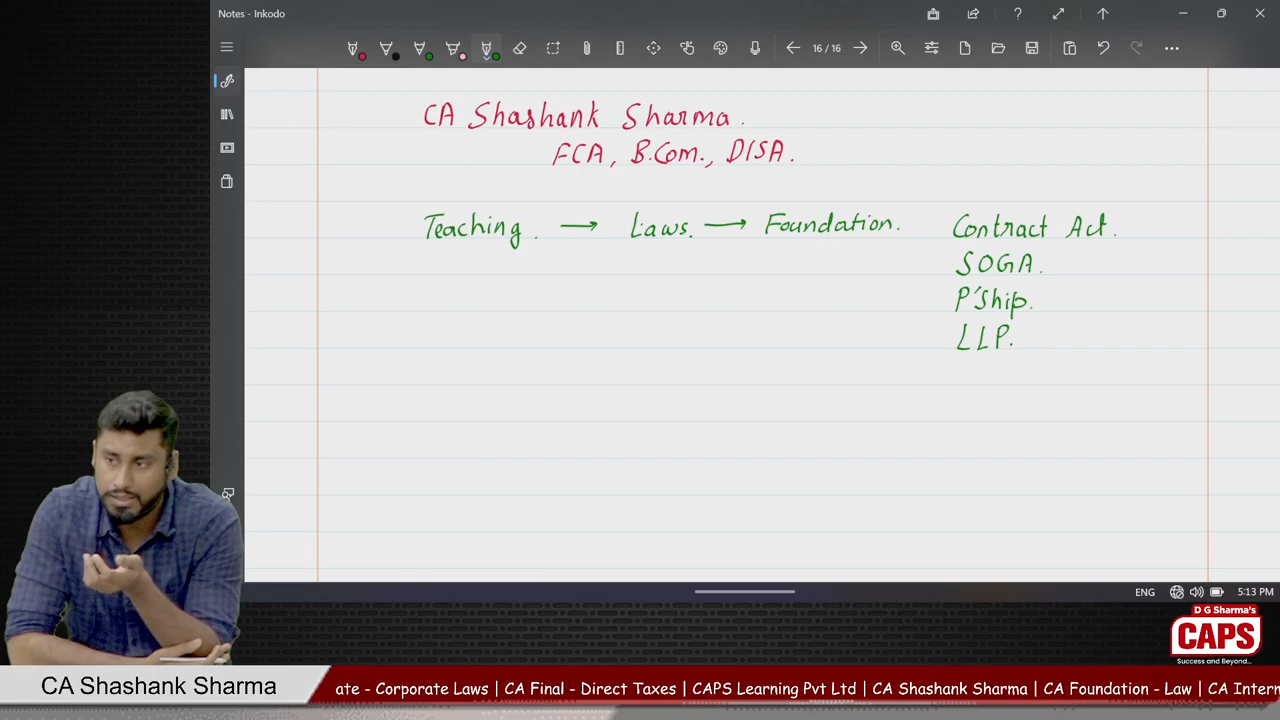 Notes - Inkodo
16/16
CA Shashank Sharma.
FCA, B.Com., DISA.
Teaching. → Laws. → Foundation. Contract Act.
SOGA.
P'Ship.
LLP.
ENG 5:13 PM
D G Sharma's
CAPS
Success and Beyond...
CA Shashank Sharma
ate - Corporate Laws | CA Final - Direct Taxes | CAPS Learning Pvt Ltd | CA Shashank Sharma | CA Foundation - Law | CA Interm